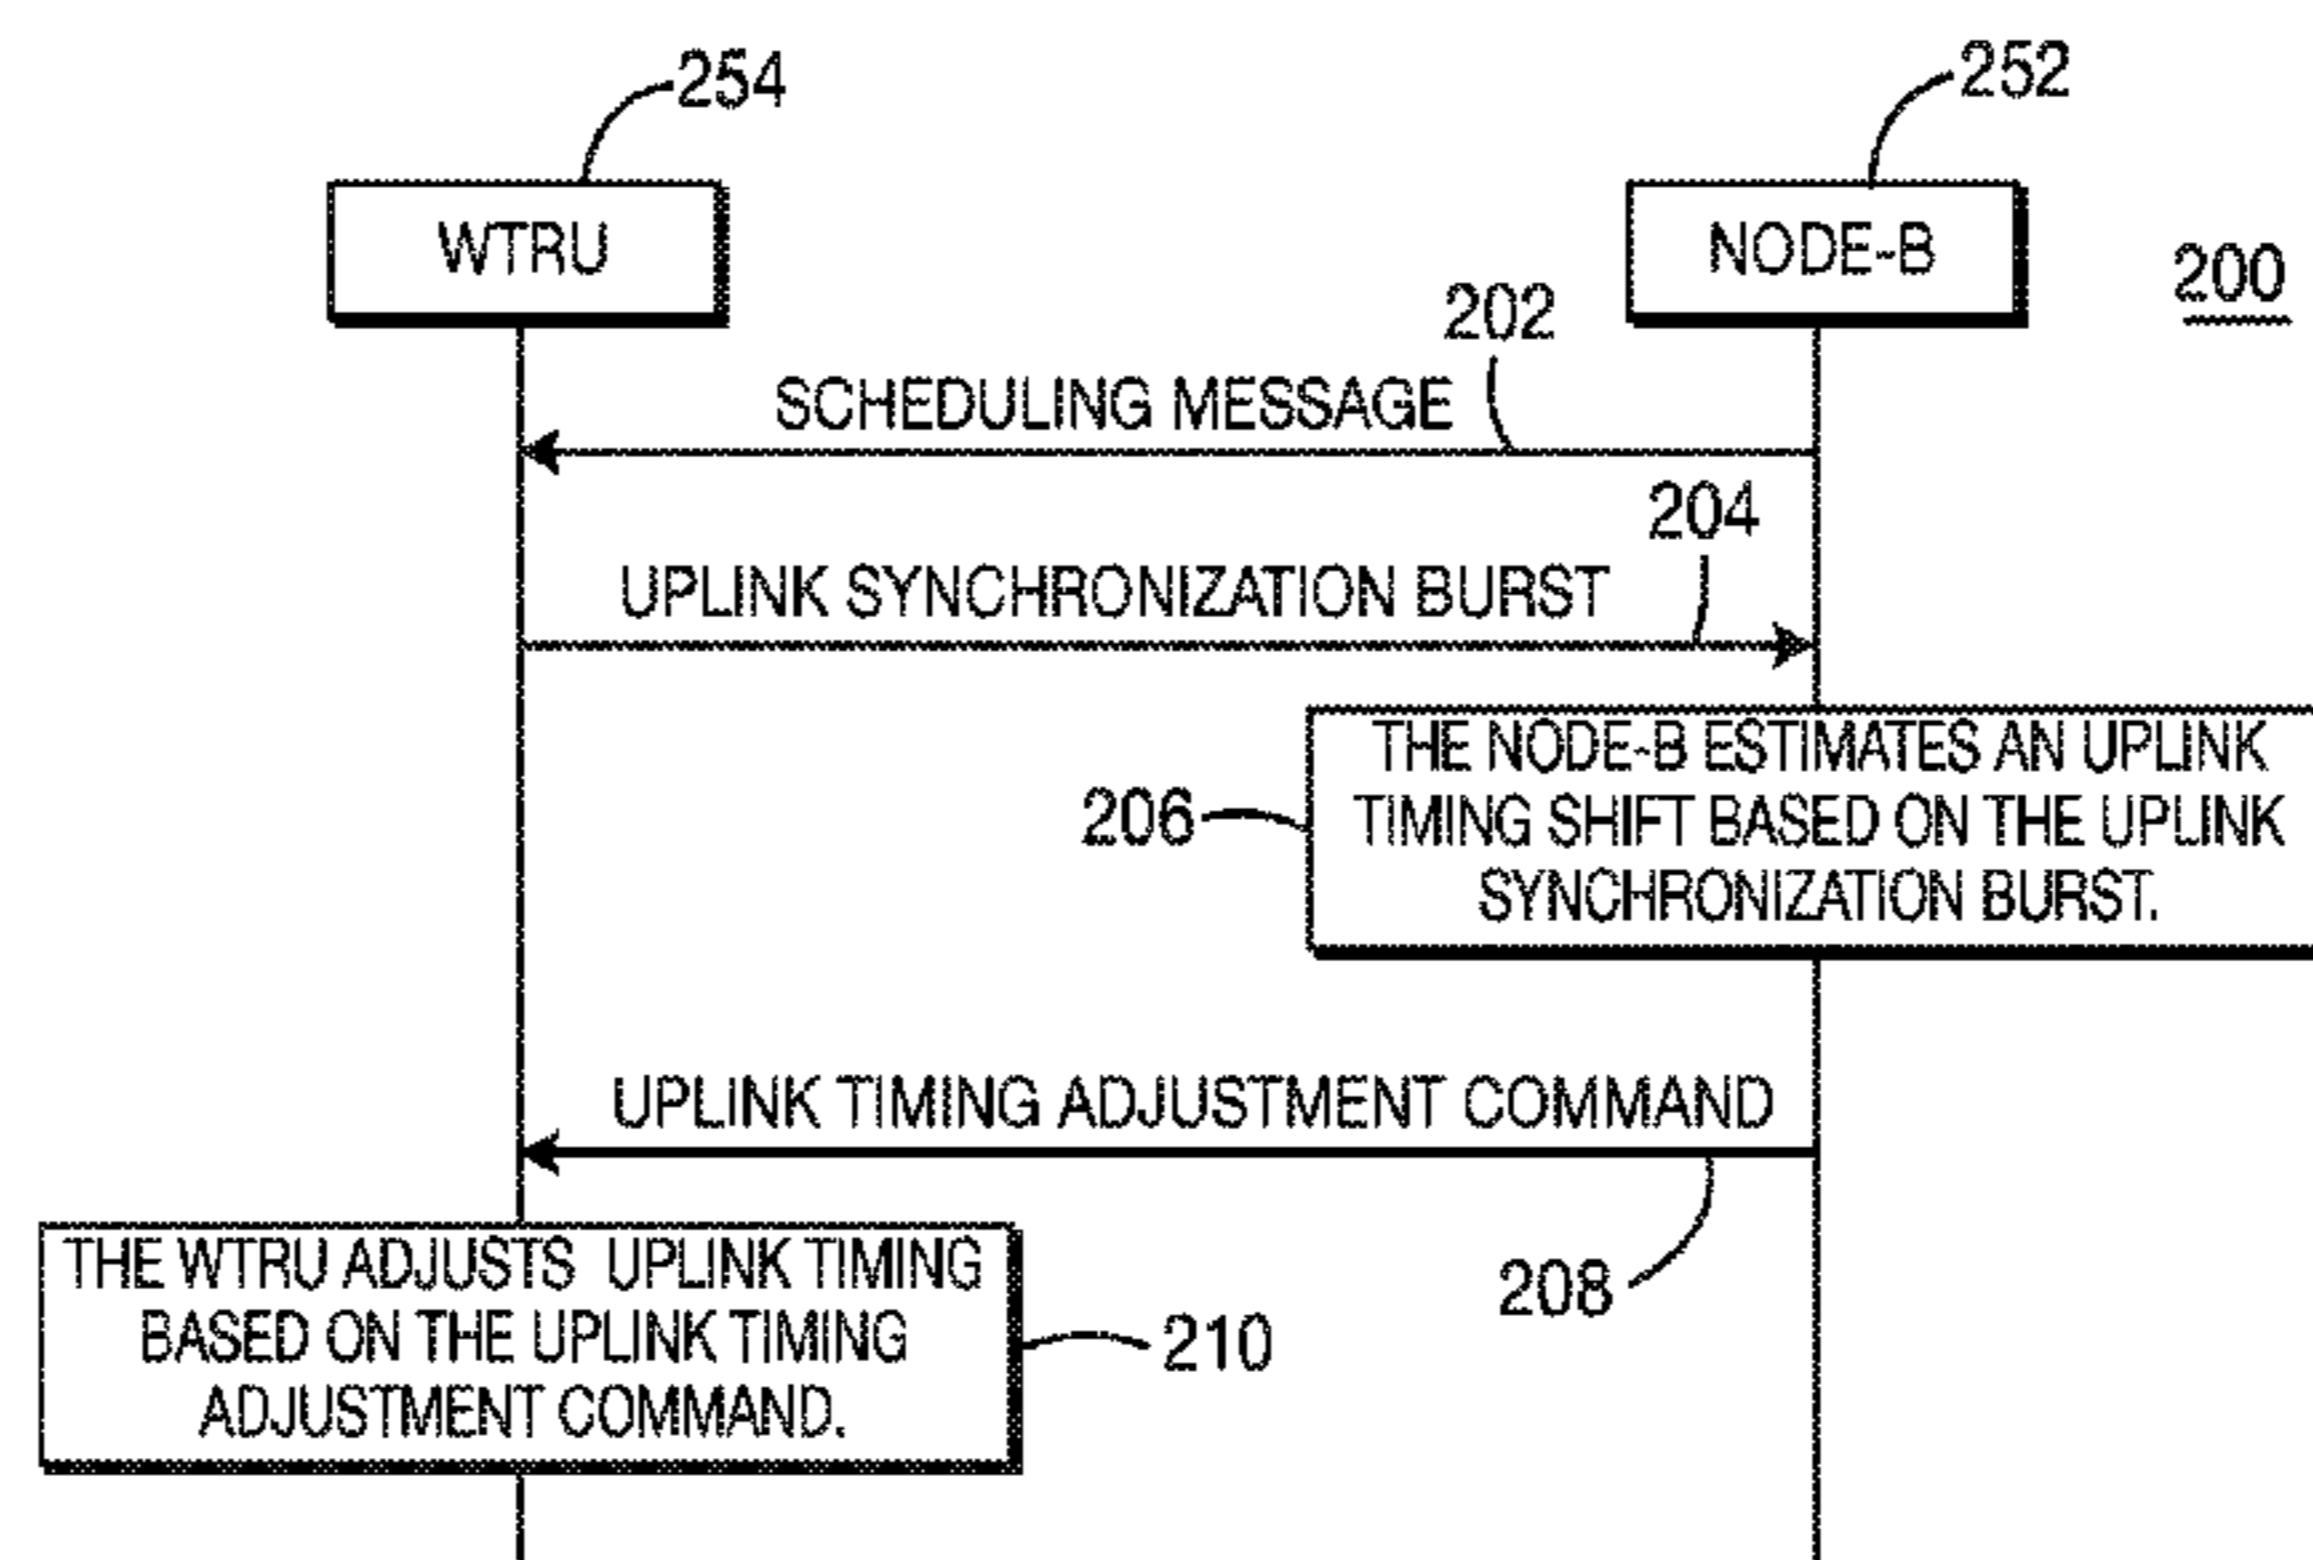 254
252
WTRU
NODE-B
200
202
SCHEDULING MESSAGE
204
UPLINK SYNCHRONIZATION BURST
THE NODE-B ESTIMATES AN UPLINK
TIMING SHIFT BASED ON THE UPLINK
SYNCHRONIZATION BURST.
206
UPLINK TIMING ADJUSTMENT COMMAND
208
THE WTRU ADJUSTS UPLINK TIMING
BASED ON THE UPLINK TIMING
ADJUSTMENT COMMAND.
210